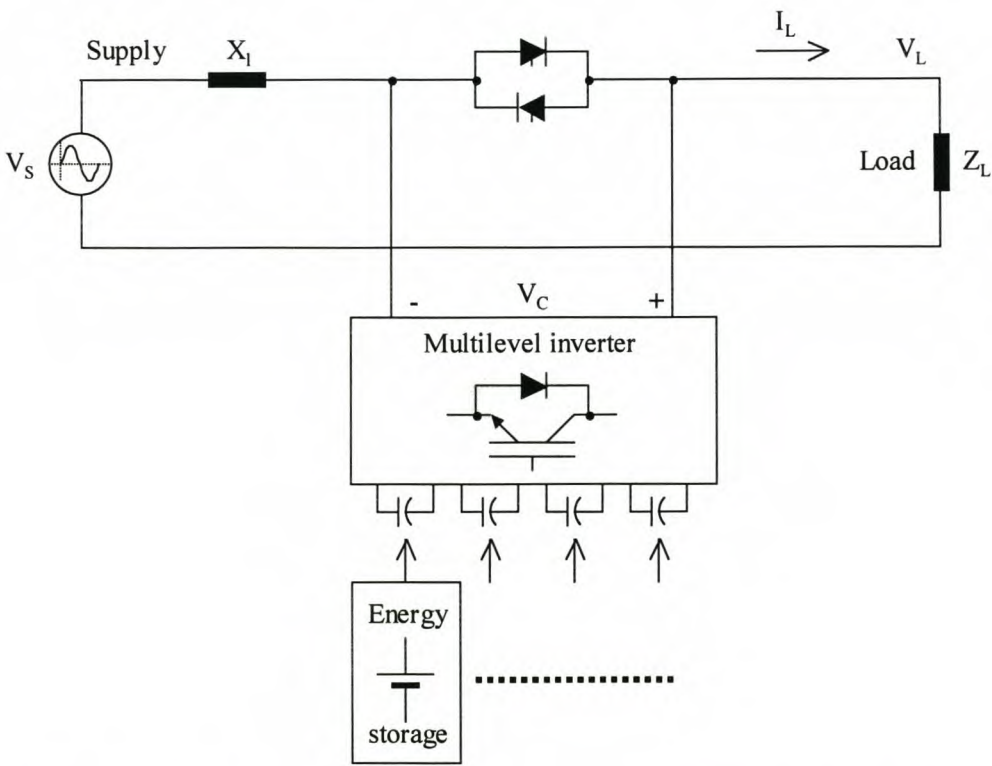 Supply
X_l
I_L
V_L
V_S
Load
Z_L
- V_C +
Multilevel inverter
Energy
storage